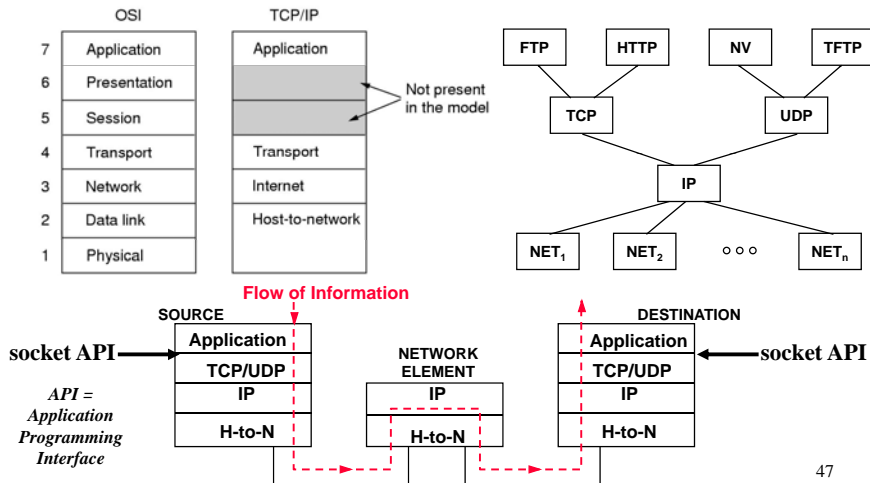 OSI
TCP/IP
7 Application Application
6 Presentation
5 Session
Not present
in the model
4 Transport Transport
3 Network Internet
2 Data link Host-to-network
1 Physical
FTP HTTP NV TFTP
TCP UDP
IP
NET1 NET2 NETn
Flow of Information
SOURCE
DESTINATION
NETWORK
ELEMENT
socket API
Application
TCP/UDP
IP
H-to-N
IP
H-to-N
Application
TCP/UDP
IP
H-to-N
socket API
API =
Application
Programming
Interface
47